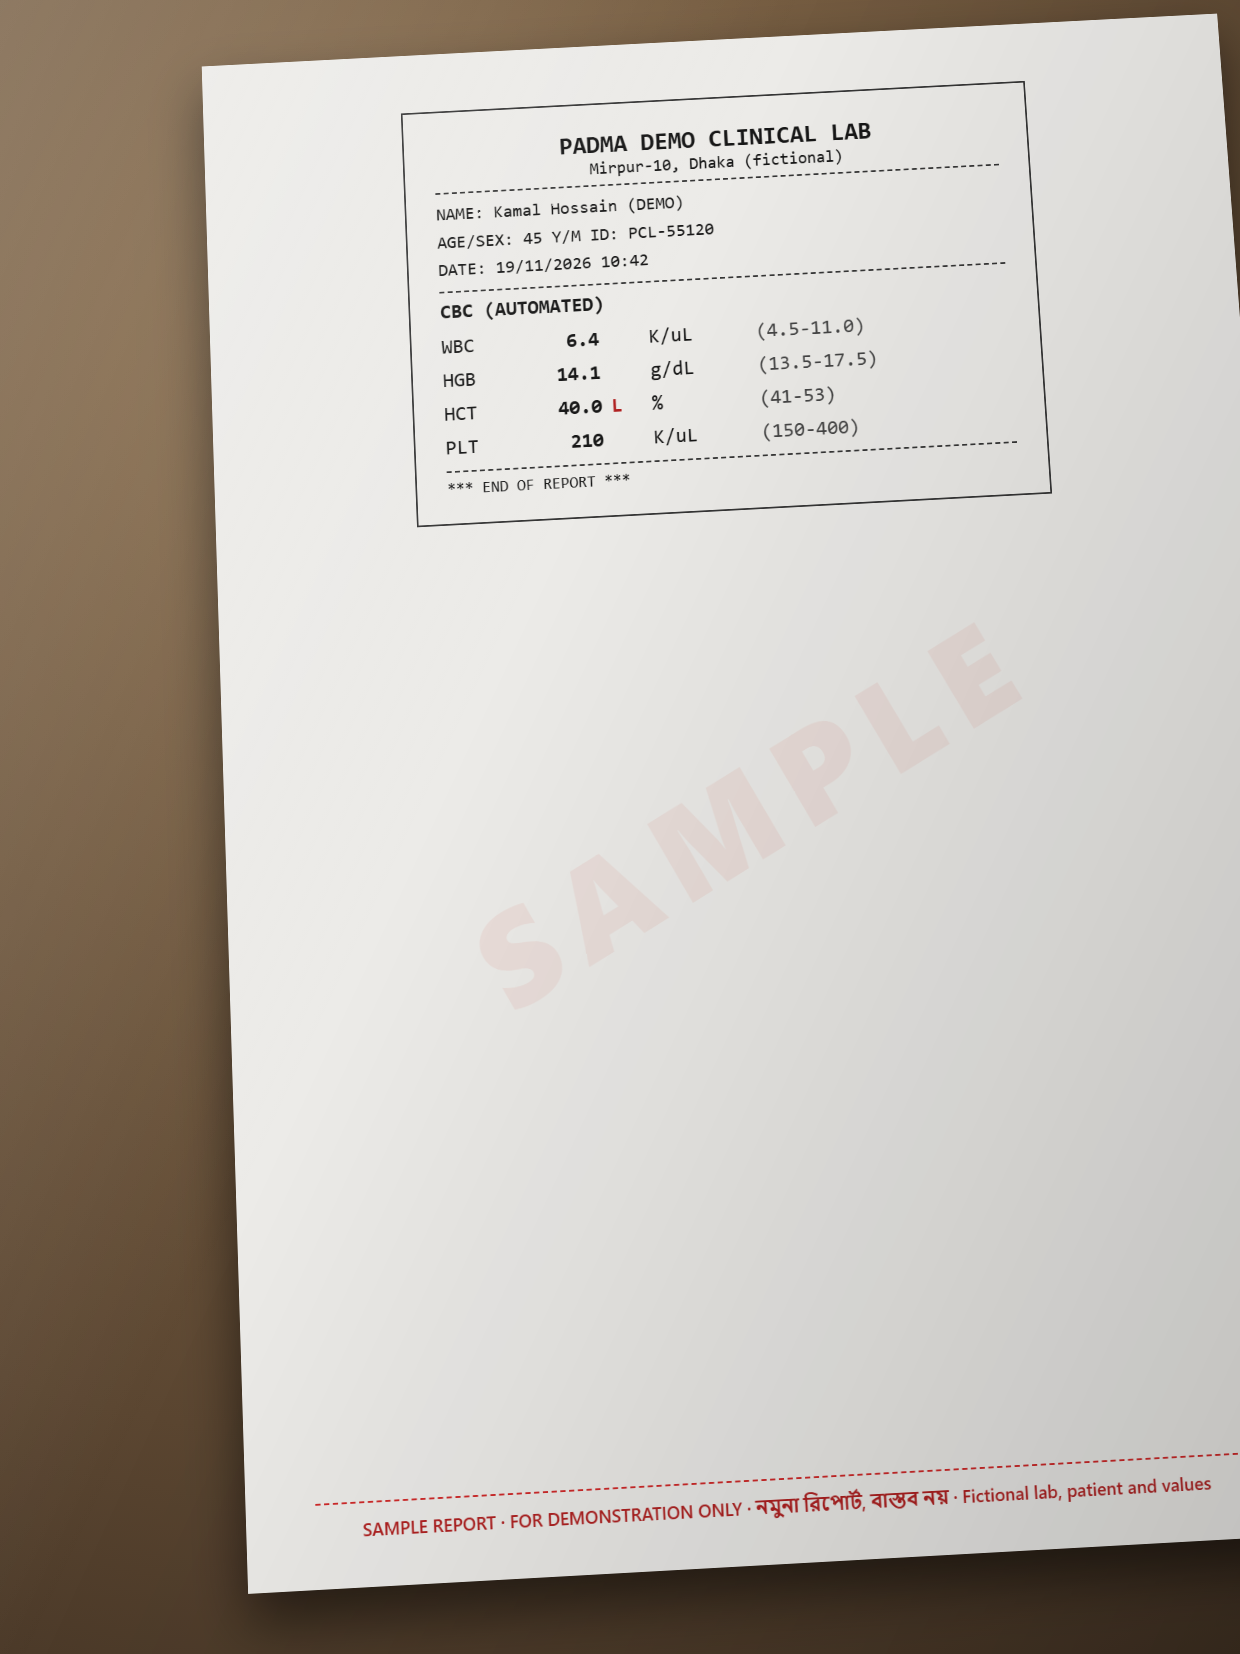 PADMA DEMO CLINICAL LAB
Mirpur-10, Dhaka (fictional)
NAME: Kamal Hossain (DEMO)
AGE/SEX: 45 Y/M ID: PCL-55120
DATE: 19/11/2026 10:42
CBC (AUTOMATED)
WBC 6.4 K/uL (4.5-11.0)
HGB 14.1 g/dL (13.5-17.5)
HCT 40.0 L % (41-53)
PLT 210 K/uL (150-400)
*** END OF REPORT ***
SAMPLE
SAMPLE REPORT · FOR DEMONSTRATION ONLY · নমুনা রিপোর্ট, বাস্তব নয় · Fictional lab, patient and values